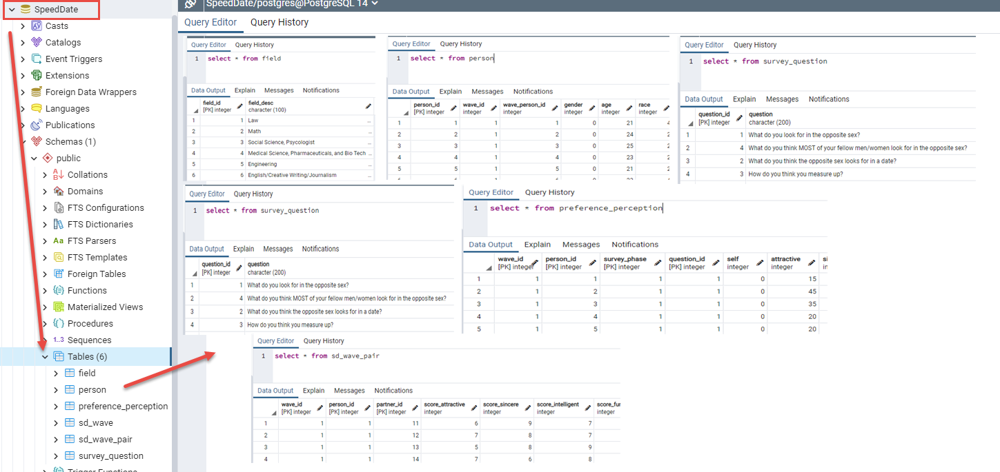 SpeedDate
Casts
Catalogs
Event Triggers
Extensions
Foreign Data Wrappers
Languages
Publications
Schemas (1)
public
Collations
Domains
FTS Configurations
FTS Dictionaries
Aa FTS Parsers
FTS Templates
Foreign Tables
Functions
Materialized Views
Procedures
1..3 Sequences
Tables (6)
field
person
preference_perception
sd_wave
sd_wave_pair
survey_question
Trigger Functions
SpeedDate/postgres@PostgreSQL 14
Query Editor Query History
Query Editor Query History
1 select * from field
Data Output Explain Messages Notifications
field_id field_desc
[PK] integer character (100)
1 1 Law ...
2 2 Math ...
3 3 Social Science, Psycologist ...
4 4 Medical Science, Pharmaceuticals, and Bio Tech ...
5 5 Engineering ...
6 6 English/Creative Writing/Journalism ...
Query Editor Query History
1 select * from person
Data Output Explain Messages Notifications
person_id wave_id wave_person_id gender age race
[PK] integer integer integer integer integer integer
1 1 1 1 0 21 4
2 2 1 2 0 24 2
3 3 1 3 0 25 2
4 4 1 4 0 23 2
5 5 1 5 0 21 2
Query Editor Query History
1 select * from survey_question
Data Output Explain Messages Notifications
question_id question
[PK] integer character (200)
1 1 What do you look for in the opposite sex?
2 4 What do you think MOST of your fellow men/women look for in the opposite sex?
3 2 What do you think the opposite sex looks for in a date?
4 3 How do you think you measure up?
Query Editor Query History
1 select * from survey_question
Data Output Explain Messages Notifications
question_id question
[PK] integer character (200)
1 1 What do you look for in the opposite sex?
2 4 What do you think MOST of your fellow men/women look for in the opposite sex?
3 2 What do you think the opposite sex looks for in a date?
4 3 How do you think you measure up?
Query Editor Query History
1 select * from preference_perception
Data Output Explain Messages Notifications
wave_id person_id survey_phase question_id self attractive si
[PK] integer [PK] integer [PK] integer [PK] integer integer integer in
1 1 1 1 1 0 15
2 1 2 1 1 0 45
3 1 3 1 1 0 35
4 1 4 1 1 0 20
5 1 5 1 1 0 20
Query Editor Query History
1 select * from sd_wave_pair
Data Output Explain Messages Notifications
wave_id person_id partner_id score_attractive score_sincere score_intelligent score_fu
[PK] integer [PK] integer [PK] integer integer integer integer integer
1 1 1 11 6 9 7
2 1 1 12 7 8 7
3 1 1 13 5 8 9
4 1 1 14 7 6 8